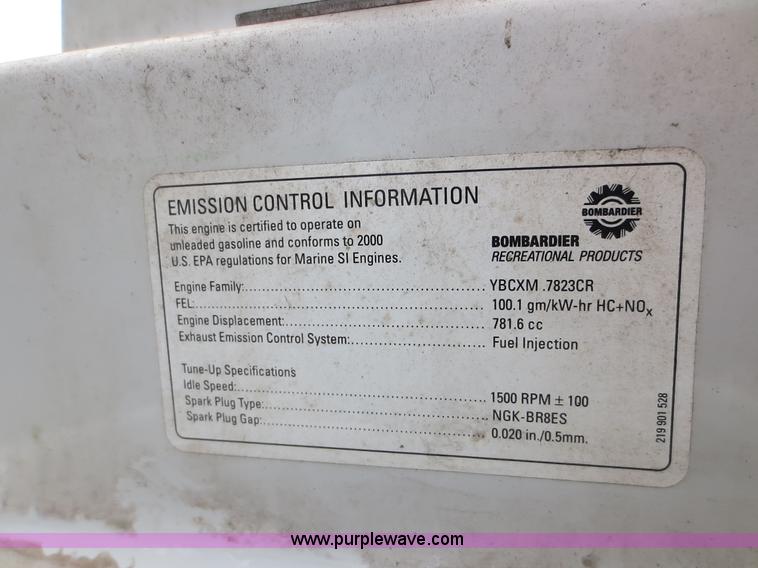 EMISSION CONTROL INFORMATION
This engine is certified to operate on
unleaded gasoline and conforms to 2000
U.S. EPA regulations for Marine SI Engines.
BOMBARDIER
BOMBARDIER
RECREATIONAL PRODUCTS
Engine Family:..........YBCXM .7823CR
FEL:..........100.1 gm/kW-hr HC+NOx
Engine Displacement:..........781.6 cc
Exhaust Emission Control System:..........Fuel Injection
Tune-Up Specifications
Idle Speed:..........1500 RPM ± 100
Spark Plug Type:..........NGK-BR8ES
Spark Plug Gap:..........0.020 in./0.5mm.
219 901 528
www.purplewave.com